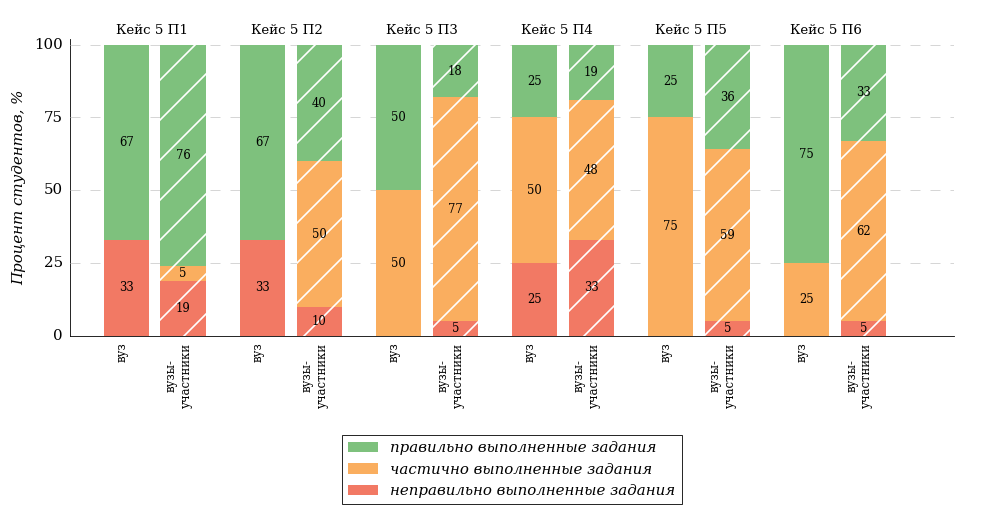 Кейс 5 П1 Кейс 5 П2 Кейс 5 П3 Кейс 5 П4 Кейс 5 П5 Кейс 5 П6
Процент студентов, %
100
75
50
25
0
67 33
76 5 19
67 33
40 50 10
50 50
18 77 5
25 50 25
19 48 33
25 75
36 59 5
75 25
33 62 5
вуз
вузы-
участники
вуз
вузы-
участники
вуз
вузы-
участники
вуз
вузы-
участники
вуз
вузы-
участники
вуз
вузы-
участники
правильно выполненные задания
частично выполненные задания
неправильно выполненные задания